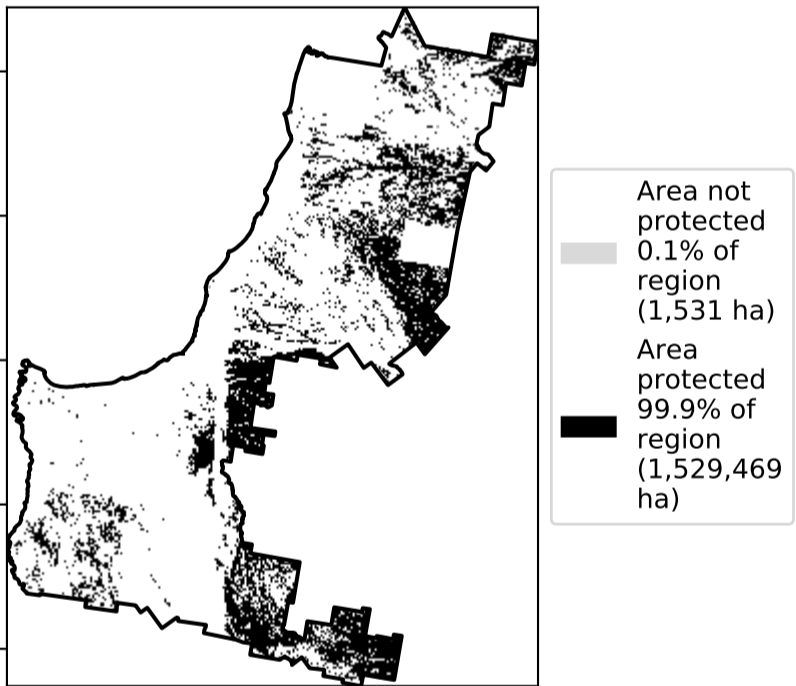 Area not
protected
0.1% of
region
(1,531 ha)
Area
protected
99.9% of
region
(1,529,469
ha)